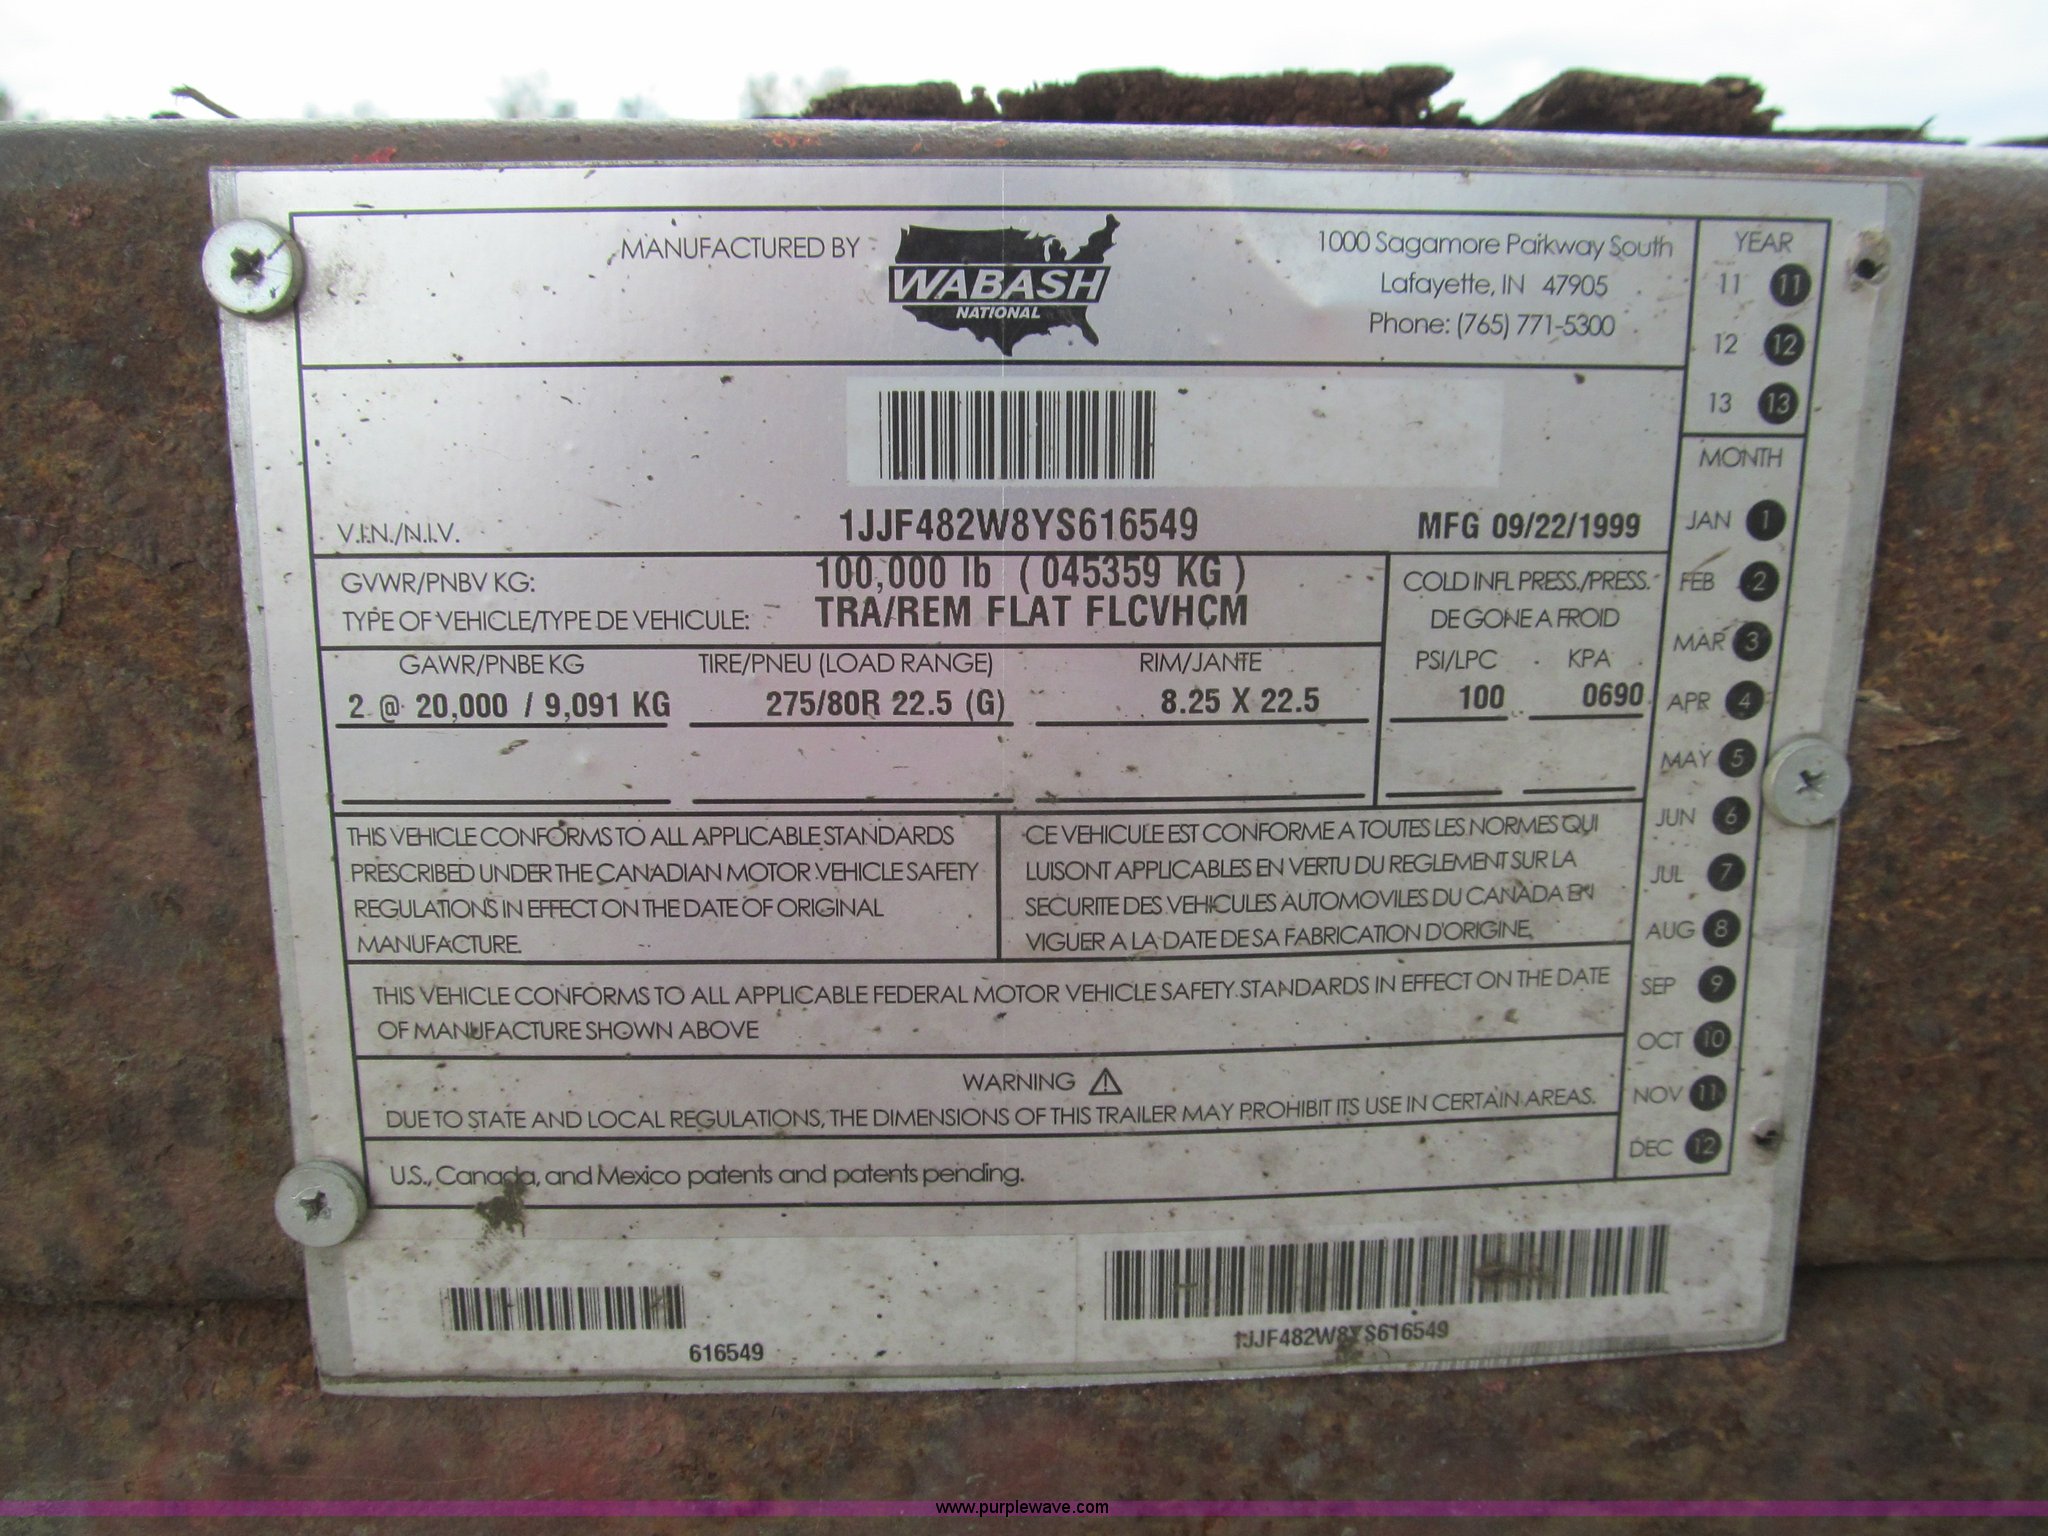 MANUFACTURED BY
WABASH
NATIONAL
1000 Sagamore Parkway South
Lafayette, IN 47905
Phone: (765) 771-5300
YEAR
11 11
12 12
13 13
V.I.N./N.I.V. 1JJF482W8YS616549 MFG 09/22/1999
GVWR/PNBV KG: 100,000 lb ( 045359 KG )
TYPE OF VEHICLE/TYPE DE VEHICULE: TRA/REM FLAT FLCVHCM
COLD INFL PRESS./PRESS.
DE GONE A FROID
GAWR/PNBE KG TIRE/PNEU (LOAD RANGE) RIM/JANTE PSI/LPC KPA
2 @ 20,000 / 9,091 KG 275/80R 22.5 (G) 8.25 X 22.5 100 0690
THIS VEHICLE CONFORMS TO ALL APPLICABLE STANDARDS
PRESCRIBED UNDER THE CANADIAN MOTOR VEHICLE SAFETY
REGULATIONS IN EFFECT ON THE DATE OF ORIGINAL
MANUFACTURE.
CE VEHICULE EST CONFORME A TOUTES LES NORMES QUI
LUISONT APPLICABLES EN VERTU DU REGLEMENT SUR LA
SECURITE DES VEHICULES AUTOMOVILES DU CANADA EN
VIGUER A LA DATE DE SA FABRICATION D'ORIGINE.
THIS VEHICLE CONFORMS TO ALL APPLICABLE FEDERAL MOTOR VEHICLE SAFETY STANDARDS IN EFFECT ON THE DATE
OF MANUFACTURE SHOWN ABOVE
WARNING
DUE TO STATE AND LOCAL REGULATIONS, THE DIMENSIONS OF THIS TRAILER MAY PROHIBIT ITS USE IN CERTAIN AREAS.
U.S., Canada, and Mexico patents and patents pending.
MONTH
JAN 1
FEB 2
MAR 3
APR 4
MAY 5
JUN 6
JUL 7
AUG 8
SEP 9
OCT 10
NOV 11
DEC 12
616549
1JJF482W8YS616549
www.purplewave.com